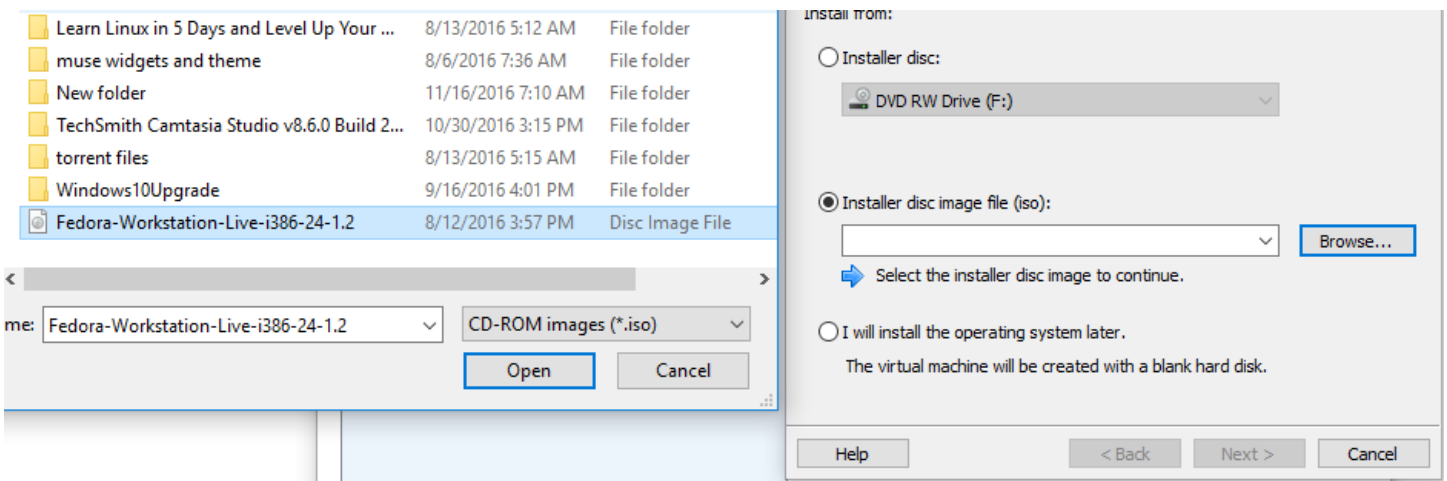 Learn Linux in 5 Days and Level Up Your ... 8/13/2016 5:12 AM File folder
muse widgets and theme 8/6/2016 7:36 AM File folder
New folder 11/16/2016 7:10 AM File folder
TechSmith Camtasia Studio v8.6.0 Build 2... 10/30/2016 3:15 PM File folder
torrent files 8/13/2016 5:15 AM File folder
Windows10Upgrade 9/16/2016 4:01 PM File folder
Fedora-Workstation-Live-i386-24-1.2 8/12/2016 3:57 PM Disc Image File
me: Fedora-Workstation-Live-i386-24-1.2 CD-ROM images (*.iso)
Open Cancel
Install from:
Installer disc:
DVD RW Drive (F:)
Installer disc image file (iso):
Browse...
Select the installer disc image to continue.
I will install the operating system later.
The virtual machine will be created with a blank hard disk.
Help < Back Next > Cancel